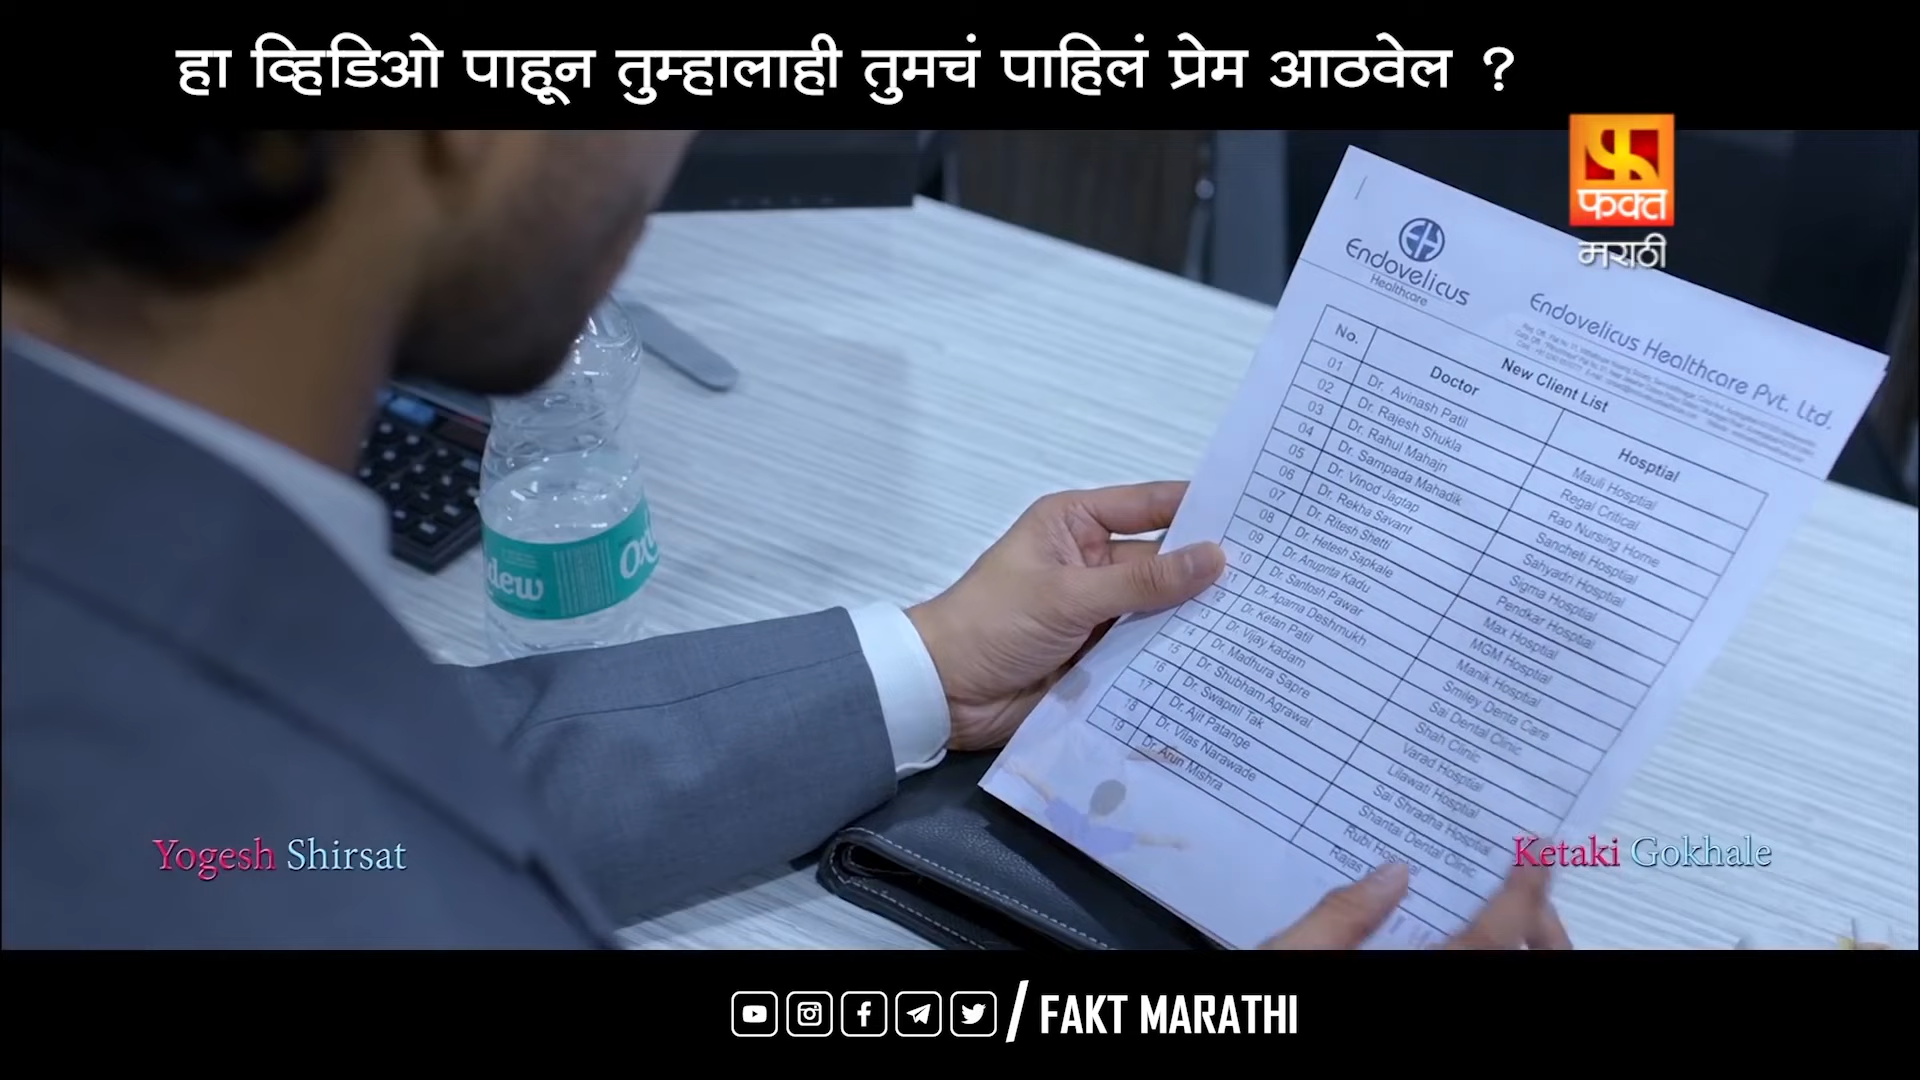 हा व्हिडिओ पाहून तुम्हालाही तुमचं पाहिलं प्रेम आठवेल ?
फक्त
मराठी
EH
Endovelicus
Healthcare
Endovelicus Healthcare Pvt. Ltd.
New Client List
No. Doctor Hosptial
01 Dr. Avinash Patil Mauli Hosptial
02 Dr. Rajesh Shukla Regal Critical
03 Dr. Rahul Mahajn Rao Nursing Home
04 Dr. Sampada Mahadik Sancheti Hosptial
05 Dr. Vinod Jagtap Sahyadri Hosptial
06 Dr. Rekha Savant Sigma Hosptial
07 Dr. Ritesh Shetti Pendkar Hosptial
08 Dr. Hetesh Sapkale Max Hosptial
09 Dr. Anuprita Kadu MGM Hosptial
10 Dr. Santosh Pawar Manik Hosptial
11 Dr. Aparna Deshmukh Smiley Denta Care
12 Dr. Ketan Patil Sai Dental Clinic
13 Dr. Vijay kadam Shah Clinic
14 Dr. Madhura Sapre Varad Hosptial
15 Dr. Shubham Agrawal Lilawati Hosptial
16 Dr. Swapnil Tak Sai Shradha Hosptial
17 Dr. Ajit Patange Shantai Dental Clinic
18 Dr. Vilas Narawade Rubi Hosptial
19 Dr. Arun Mishra Rajas
dew
Yogesh Shirsat
Ketaki Gokhale
/ FAKT MARATHI